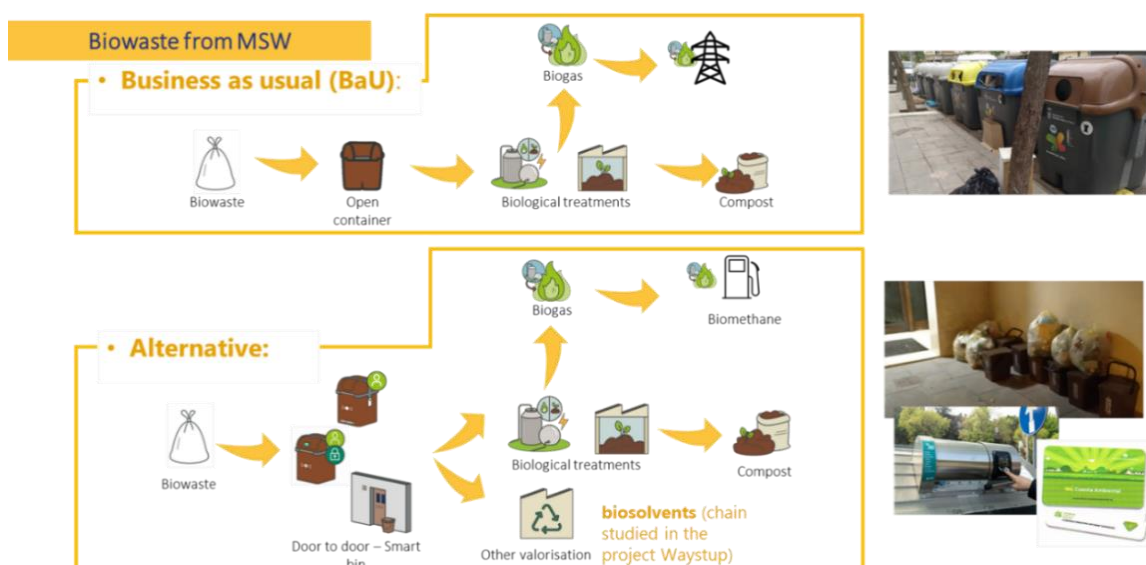 Biowaste from MSW
• Business as usual (BaU):
Biogas
Biowaste
Open
container
Biological treatments
Compost
• Alternative:
Biogas
Biomethane
Biowaste
Door to door – Smart
bin
Biological treatments
Compost
Other valorisation
biosolvents (chain
studied in the
project Waystup)